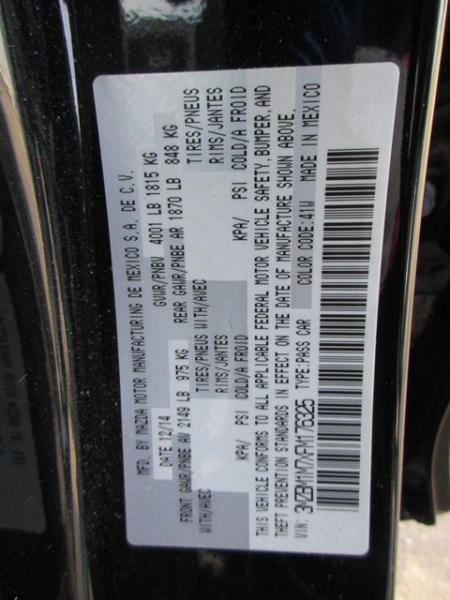 MFD. BY MAZDA MOTOR MANUFACTURING DE MEXICO S.A. DE C.V.
DATE 12/14 GVWR/PNBV 4001 LB 1815 KG
FRONT GAWR/PNBE AV 2149 LB 975 KG REAR GAWR/PNBE AR 1870 LB 848 KG
WITH/AVEC TIRES/PNEUS WITH/AVEC TIRES/PNEUS
RIMS/JANTES RIMS/JANTES
KPA/ PSI COLD/A FROID KPA/ PSI COLD/A FROID
THIS VEHICLE CONFORMS TO ALL APPLICABLE FEDERAL MOTOR VEHICLE SAFETY, BUMPER, AND
THEFT PREVENTION STANDARDS IN EFFECT ON THE DATE OF MANUFACTURE SHOWN ABOVE.
VIN: 3MZBM1M7XFM176325 TYPE:PASS CAR COLOR CODE:41W MADE IN MEXICO